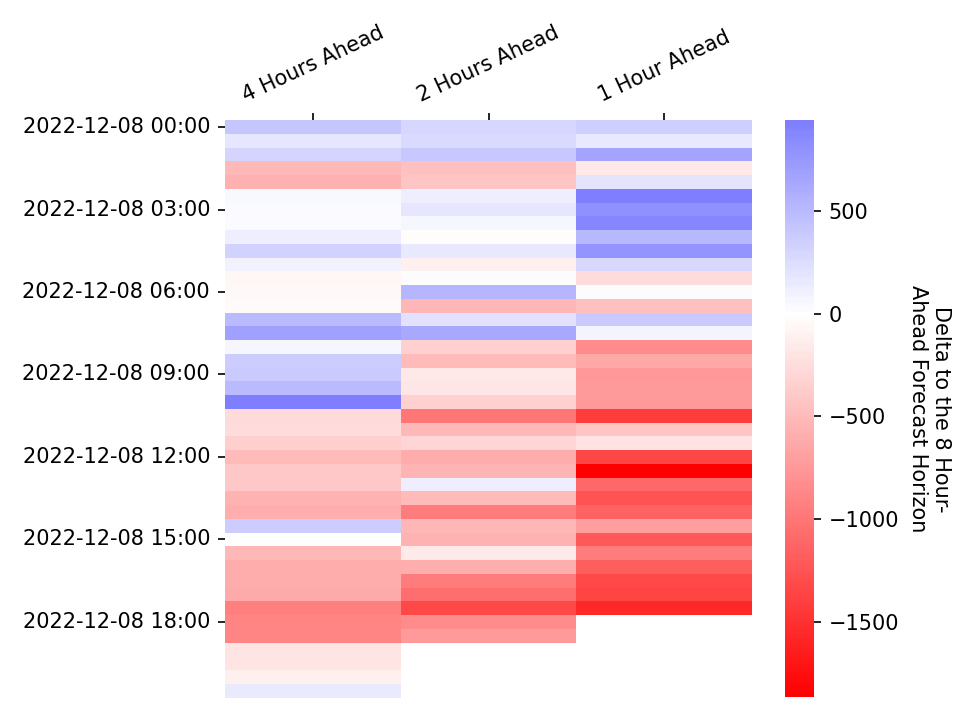 4 Hours Ahead
2 Hours Ahead
1 Hour Ahead
2022-12-08 00:00
2022-12-08 03:00
2022-12-08 06:00
2022-12-08 09:00
2022-12-08 12:00
2022-12-08 15:00
2022-12-08 18:00
500
0
−500
−1000
−1500
Delta to the 8 Hour-
Ahead Forecast Horizon